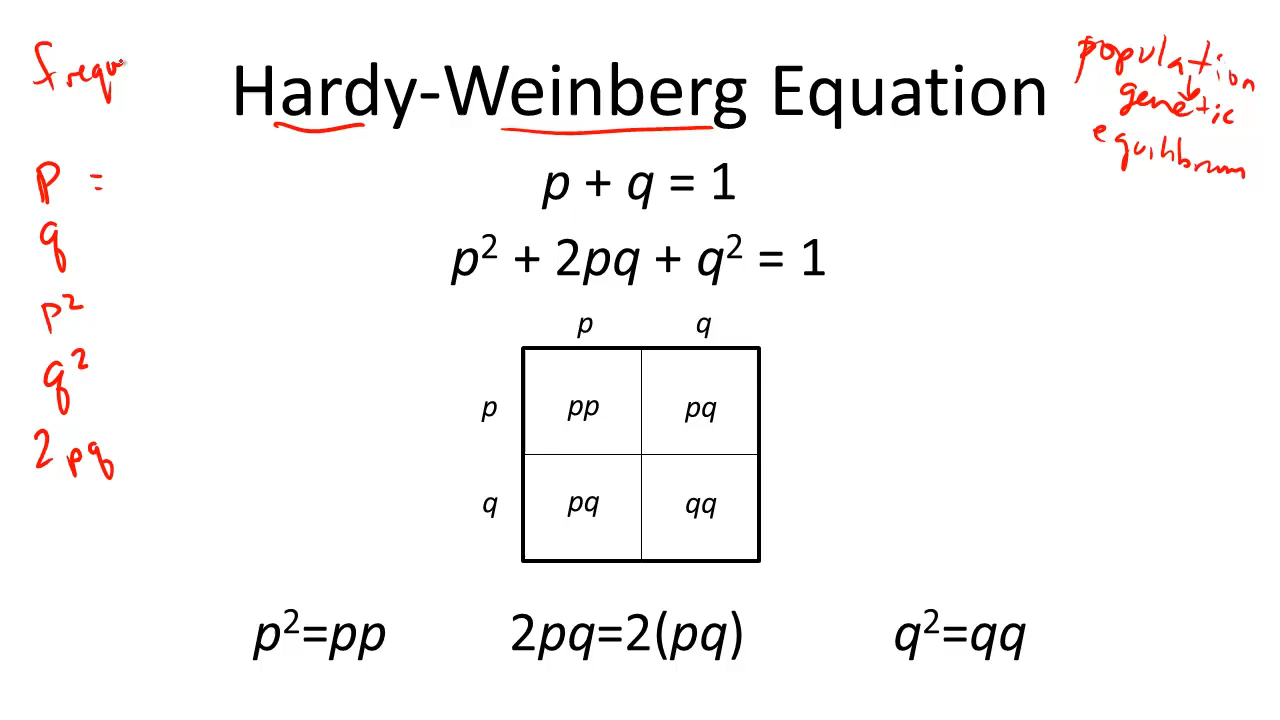 frequ
Hardy-Weinberg Equation
population
genetic
equilibrium
p + q = 1
p² + 2pq + q² = 1
P =
q
p²
q²
2pq
p q
p pp pq
q pq qq
p²=pp 2pq=2(pq) q²=qq